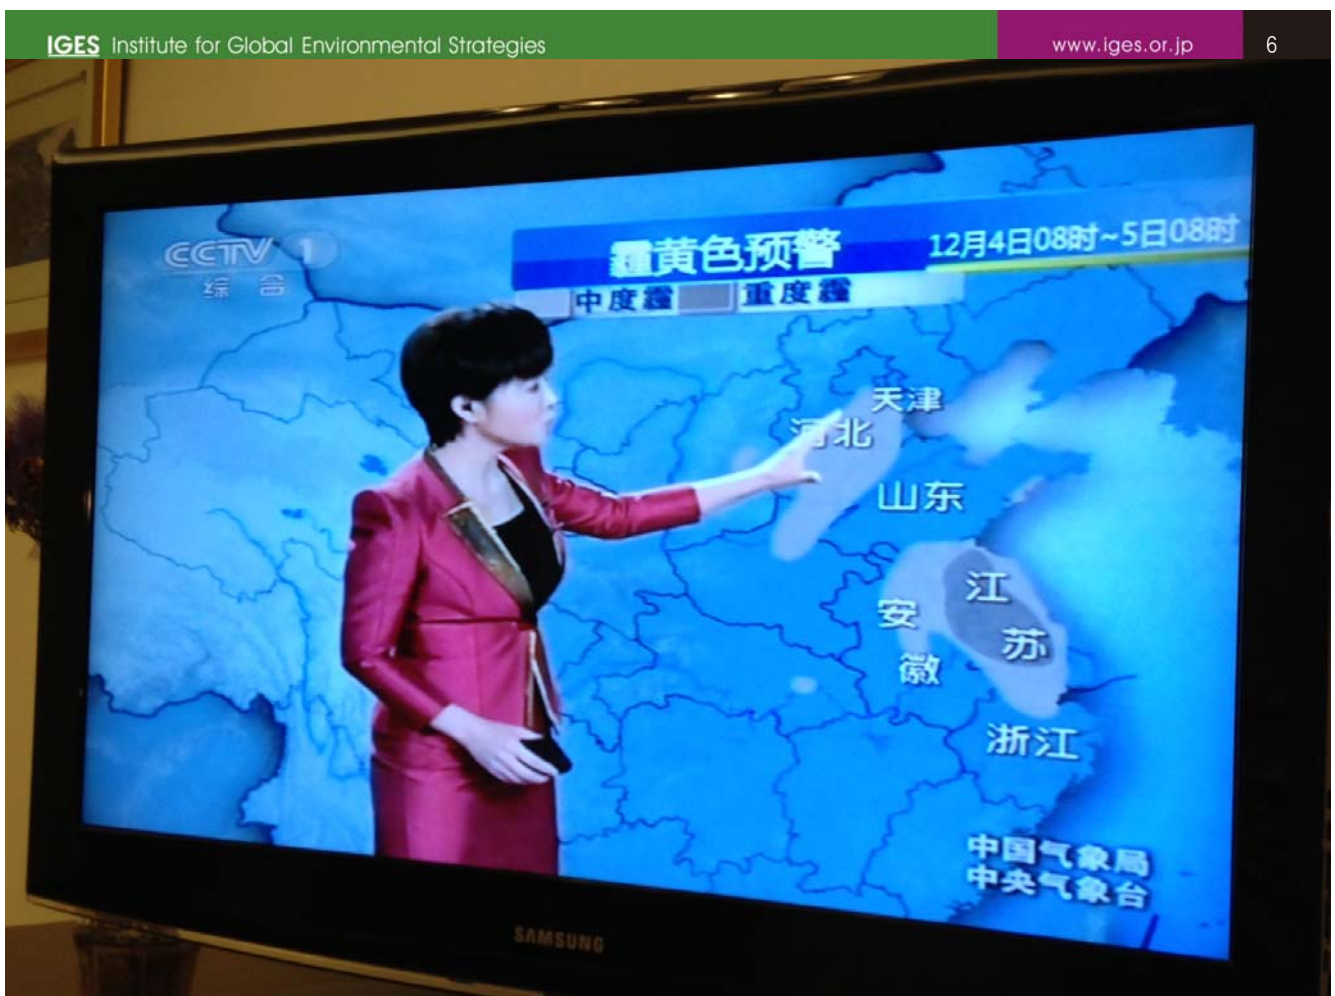 IGES Institute for Global Environmental Strategies
www.iges.or.jp
6
CCTV 1
综合
霾黄色预警
12月4日08时~5日08时
中度霾 重度霾
天津
河北
山东
江苏
安徽
浙江
中国气象局
中央气象台
SAMSUNG